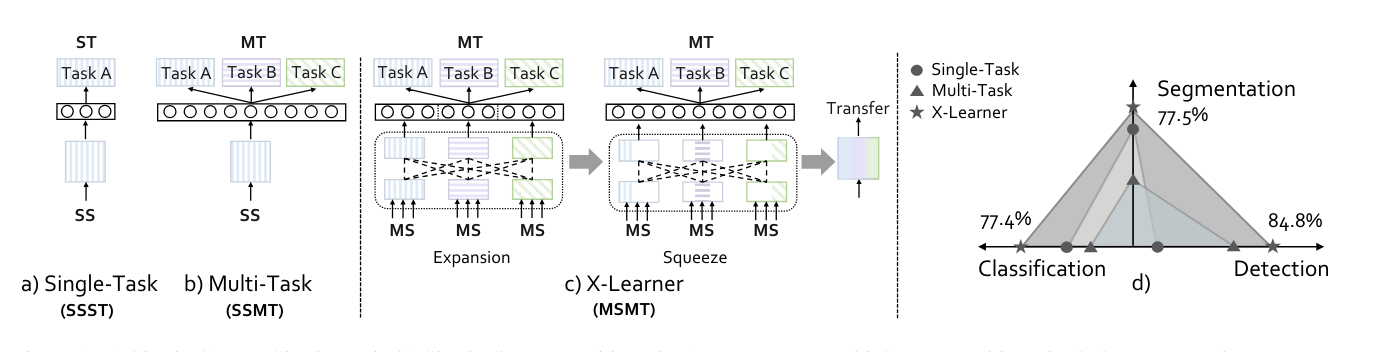 ST
Task A
SS
a) Single-Task
(SSST)
MT
Task A Task B Task C
SS
b) Multi-Task
(SSMT)
MT
Task A Task B Task C
MS MS MS
Expansion
MT
Task A Task B Task C
MS MS MS
Squeeze
Transfer
c) X-Learner
(MSMT)
Single-Task
Multi-Task
X-Learner
Segmentation
77.5%
77.4%
84.8%
Classification
Detection
d)